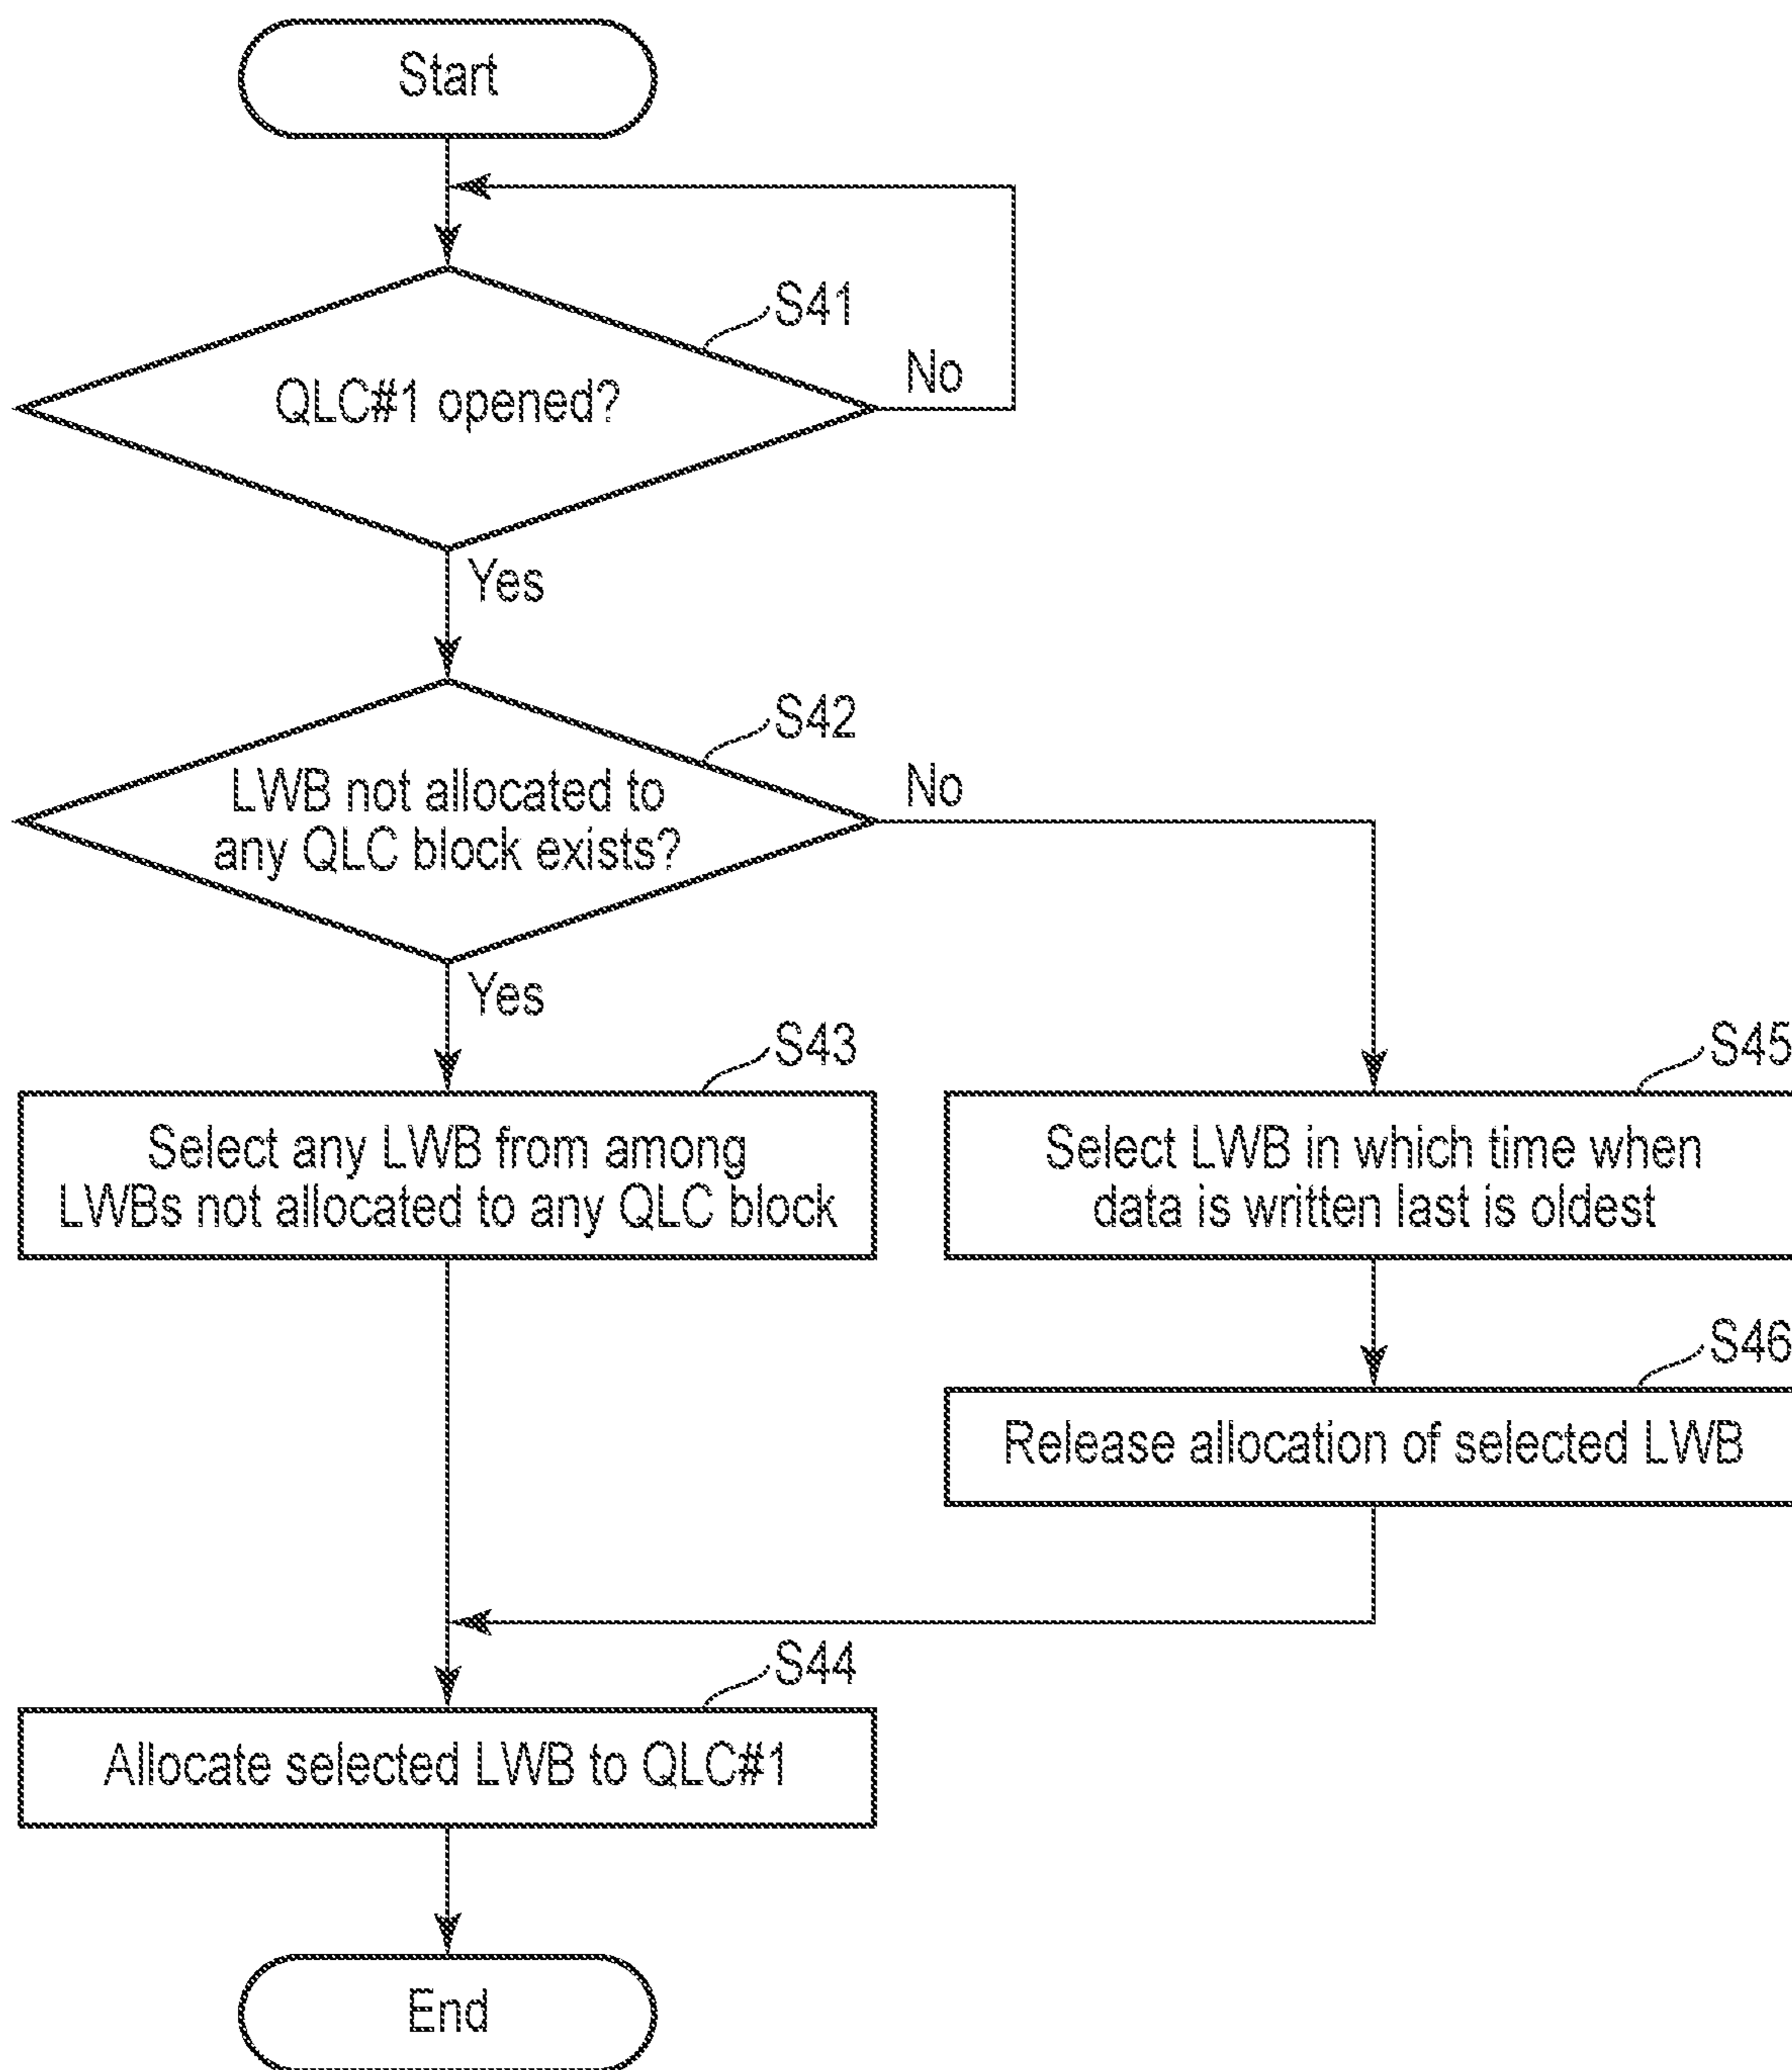 Start
S41
QLC#1 opened?
No
Yes
S42
LWB not allocated to
any QLC block exists?
No
Yes
S43
Select any LWB from among
LWBs not allocated to any QLC block
S45
Select LWB in which time when
data is written last is oldest
S46
Release allocation of selected LWB
S44
Allocate selected LWB to QLC#1
End